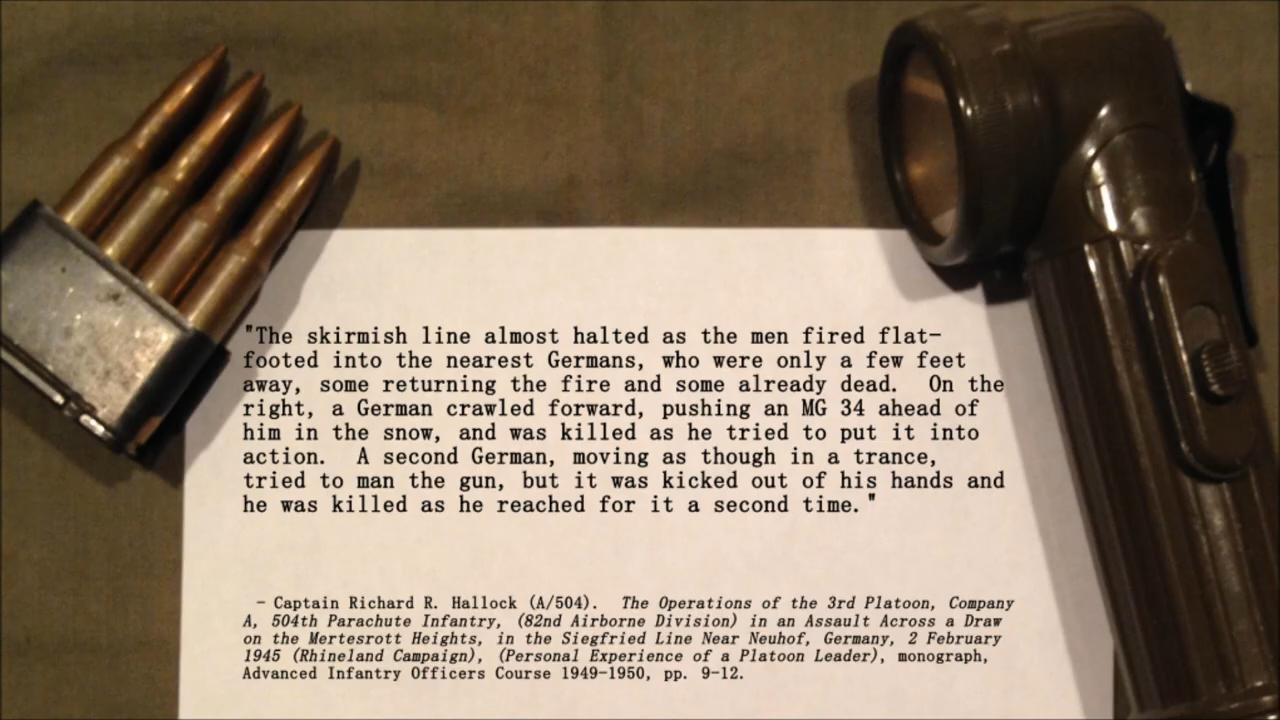 "The skirmish line almost halted as the men fired flat-
footed into the nearest Germans, who were only a few feet
away, some returning the fire and some already dead.  On the
right, a German crawled forward, pushing an MG 34 ahead of
him in the snow, and was killed as he tried to put it into
action.  A second German, moving as though in a trance,
tried to man the gun, but it was kicked out of his hands and
he was killed as he reached for it a second time."
- Captain Richard R. Hallock (A/504).  The Operations of the 3rd Platoon, Company
A, 504th Parachute Infantry, (82nd Airborne Division) in an Assault Across a Draw
on the Mertesrott Heights, in the Siegfried Line Near Neuhof, Germany, 2 February
1945 (Rhineland Campaign), (Personal Experience of a Platoon Leader), monograph,
Advanced Infantry Officers Course 1949-1950, pp. 9-12.